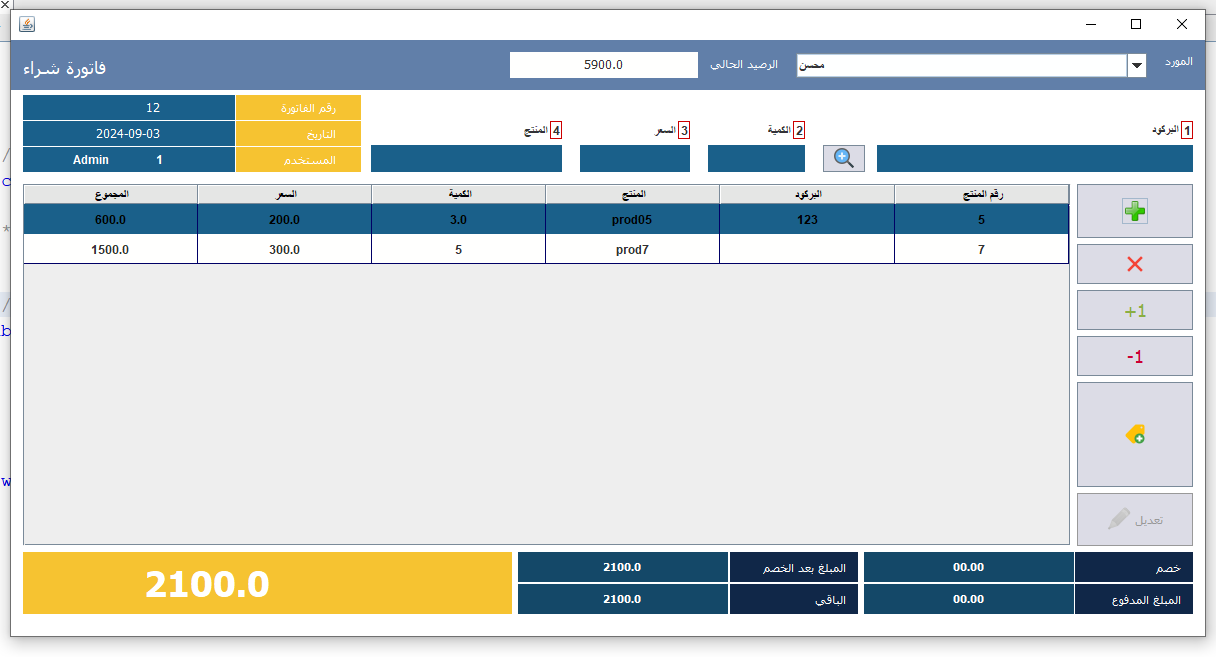 فاتورة شراء
المورد
محسن
الرصيد الحالي
5900.0
رقم الفاتورة 12
التاريخ 2024-09-03
المستخدم 1 Admin
1 البركود
2 الكمية
3 السعر
4 المنتج
رقم المنتج البركود المنتج الكمية السعر المجموع
5 123 prod05 3.0 200.0 600.0
7 prod7 5 300.0 1500.0
+1
-1
تعديل
خصم 00.00 المبلغ بعد الخصم 2100.0
المبلغ المدفوع 00.00 الباقي 2100.0
2100.0